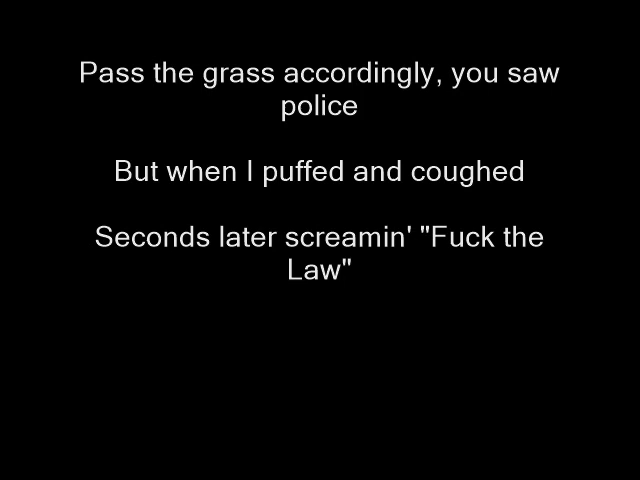 Pass the grass accordingly, you saw
police
But when I puffed and coughed
Seconds later screamin' "Fuck the
Law"